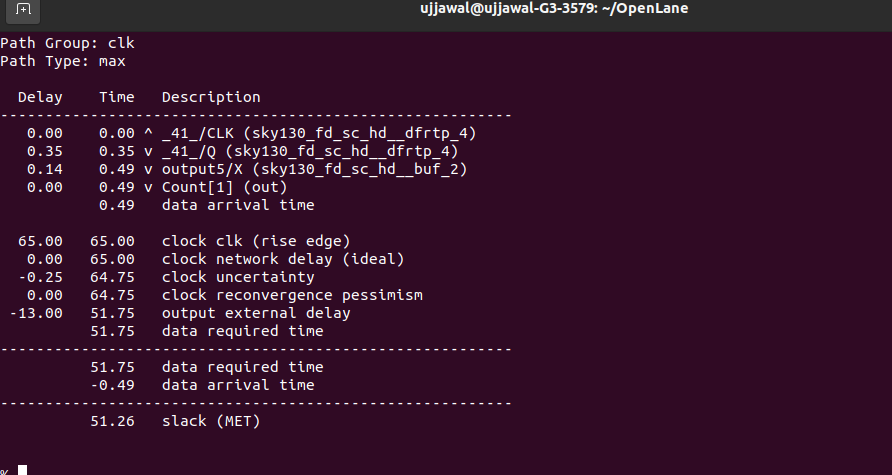 ujjawal@ujjawal-G3-3579: ~/OpenLane
Path Group: clk
Path Type: max
  Delay    Time   Description
---------------------------------------------------------
   0.00    0.00 ^ _41_/CLK (sky130_fd_sc_hd__dfrtp_4)
   0.35    0.35 v _41_/Q (sky130_fd_sc_hd__dfrtp_4)
   0.14    0.49 v output5/X (sky130_fd_sc_hd__buf_2)
   0.00    0.49 v Count[1] (out)
           0.49   data arrival time
  65.00   65.00   clock clk (rise edge)
   0.00   65.00   clock network delay (ideal)
  -0.25   64.75   clock uncertainty
   0.00   64.75   clock reconvergence pessimism
 -13.00   51.75   output external delay
          51.75   data required time
---------------------------------------------------------
          51.75   data required time
          -0.49   data arrival time
---------------------------------------------------------
          51.26   slack (MET)
%